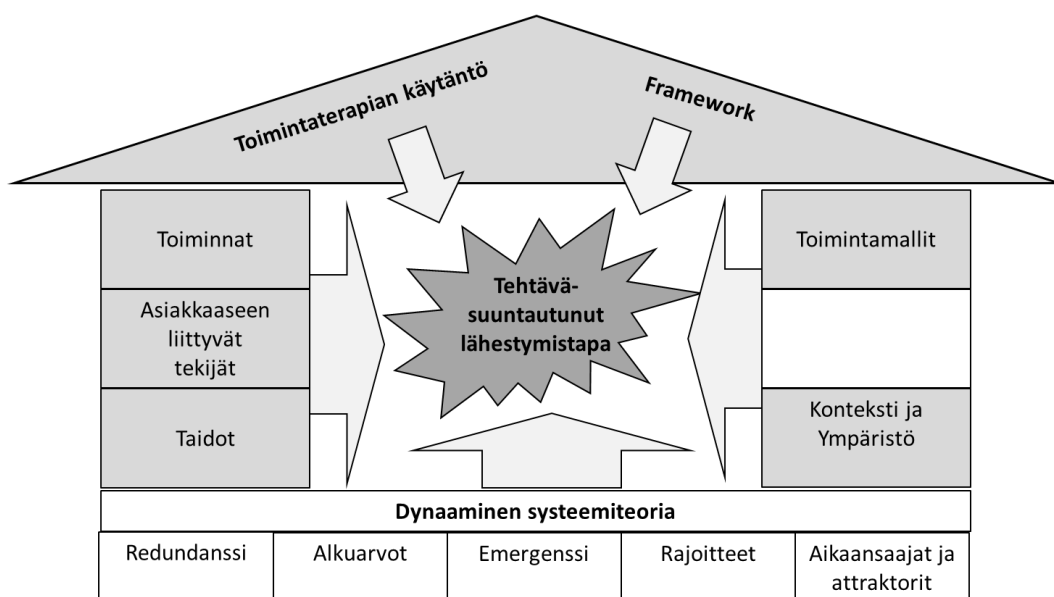 Toimintaterapian käytäntö
Framework
Toiminnat
Asiakkaaseen
liittyvät
tekijät
Taidot
Tehtävä-
suuntautunut
lähestymistapa
Toimintamallit
Konteksti ja
Ympäristö
Dynaaminen systeemiteoria
Redundanssi
Alkuarvot
Emergenssi
Rajoitteet
Aikaansaajat ja
attraktorit